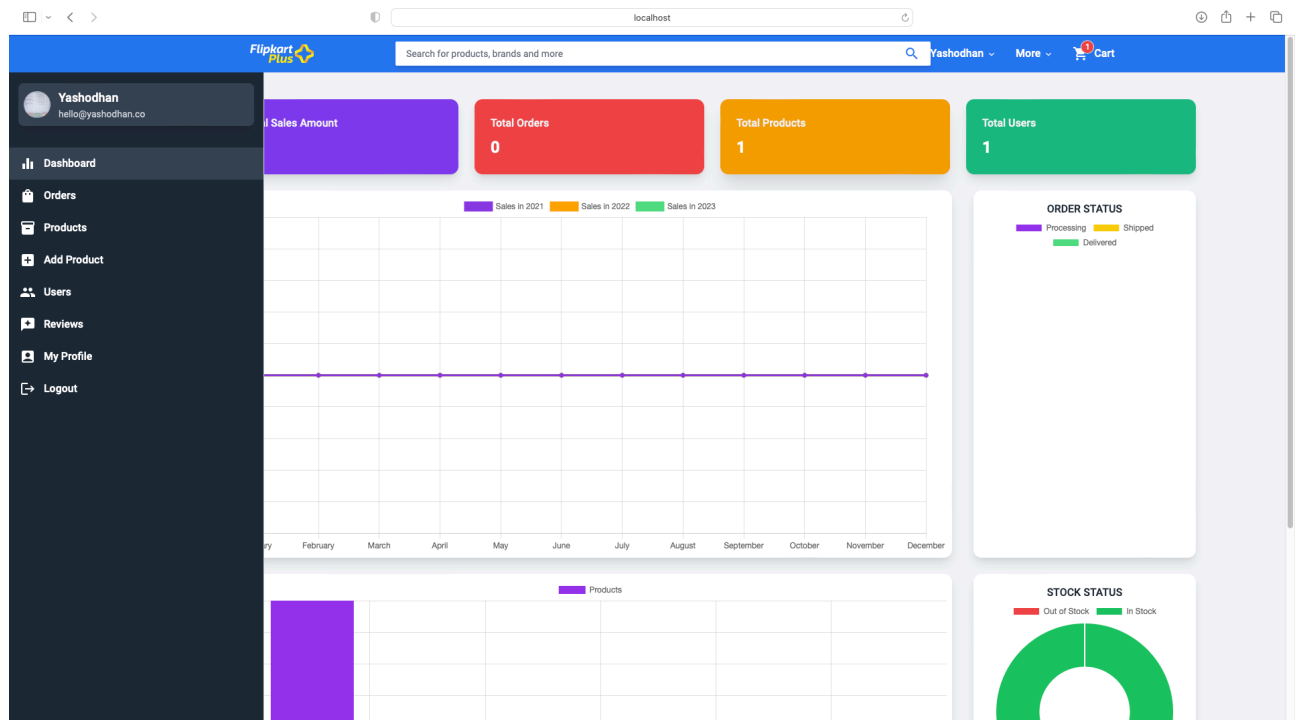 localhost
Flipkart
Plus
Search for products, brands and more
Yashodhan
More
1
Cart
Yashodhan
hello@yashodhan.co
Dashboard
Orders
Products
Add Product
Users
Reviews
My Profile
Logout
Sales Amount
Total Orders
0
Total Products
1
Total Users
1
Sales in 2021 Sales in 2022 Sales in 2023
February March April May June July August September October November December
ORDER STATUS
Processing Shipped
Delivered
Products
STOCK STATUS
Out of Stock In Stock